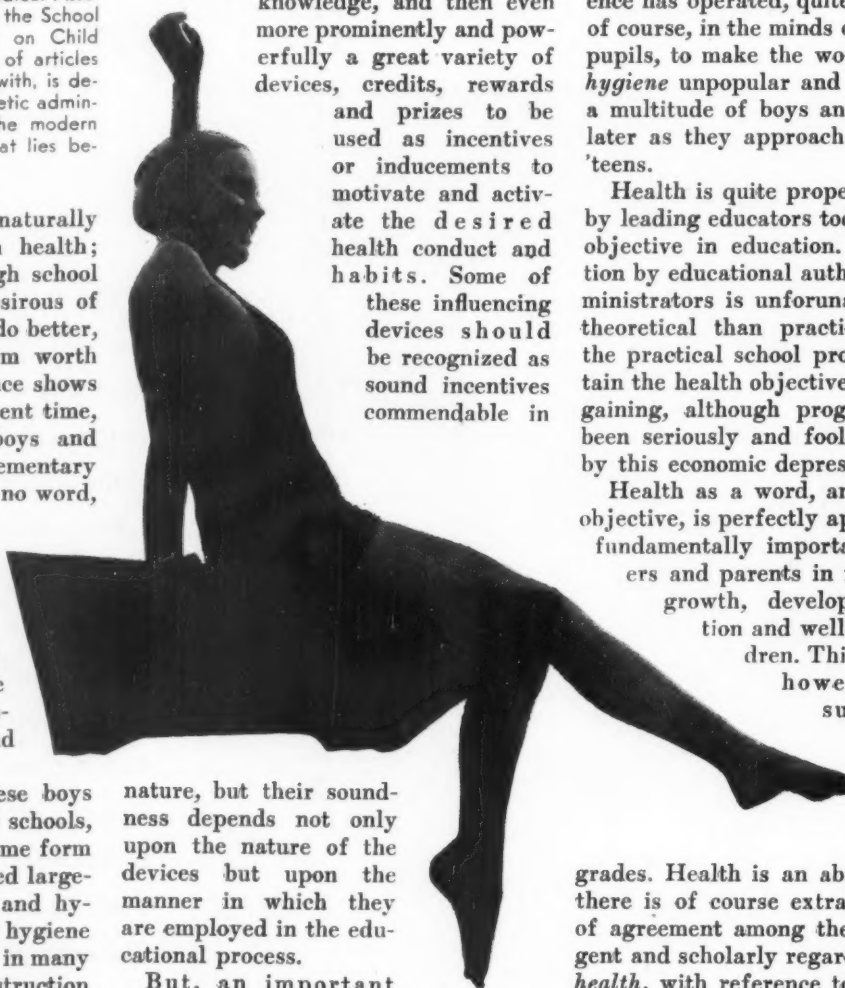 the School
on Child
of articles
with, is de-
etic admin-
he modern
at lies be-
naturally
health;
gh school
sirous of
do better,
m worth
ce shows
ent time,
boys and
ementary
no word,
e
-
d
ese boys
schools,
me form
ed large-
and hy-
hygiene
in many
struction
knowledge, and then even
more prominently and pow-
erfully a great variety of
devices, credits, rewards
and prizes to be
used as incentives
or inducements to
motivate and activ-
ate the desired
health conduct and
habits. Some of
these influencing
devices should
be recognized as
sound incentives
commendable in
nature, but their sound-
ness depends not only
upon the nature of the
devices but upon the
manner in which they
are employed in the edu-
cational process.
But, an important
ence has operated, quite
of course, in the minds o
pupils, to make the wo
hygiene unpopular and
a multitude of boys an
later as they approach
'teens.
Health is quite prope
by leading educators too
objective in education.
tion by educational auth
ministrators is unforuna
theoretical than practi
the practical school pro
tain the health objective
gaining, although prog
been seriously and fool
by this economic depres
Health as a word, an
objective, is perfectly ap
fundamentally importa
ers and parents in
growth, develop
tion and well
dren. Thi
howe
su
grades. Health is an ab
there is of course extra
of agreement among the
gent and scholarly regar
health, with reference to